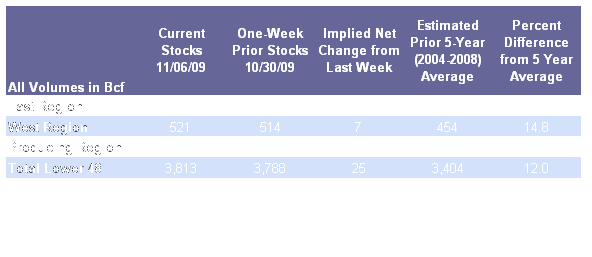 Current Stocks 11/06/09
One-Week Prior Stocks 10/30/09
Implied Net Change from Last Week
Estimated Prior 5-Year (2004-2008) Average
Percent Difference from 5 Year Average
All Volumes in Bcf
East Region
West Region 521 514 7 454 14.8
Producing Region
Total Lower 48 3,813 3,788 25 3,404 12.0